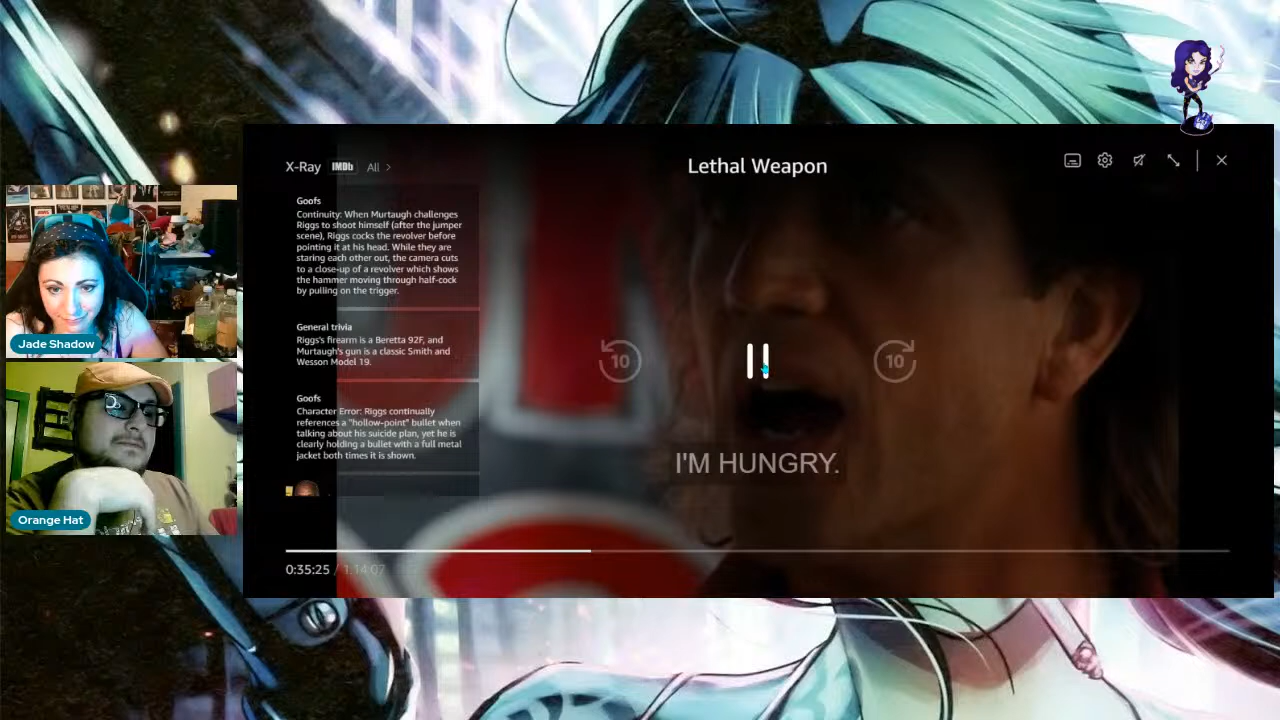 X-Ray IMDb All >
Lethal Weapon
Goofs
Continuity: When Murtaugh challenges
Riggs to shoot himself (after the jumper
scene), Riggs cocks the revolver before
pointing it at his head. While they are
staring each other out, the camera cuts
to a close-up of a revolver which shows
the hammer moving through half-cock
by pulling on the trigger.
General trivia
Riggs's firearm is a Beretta 92F, and
Murtaugh's gun is a classic Smith and
Wesson Model 19.
Goofs
Character Error: Riggs continually
references a "hollow-point" bullet when
talking about his suicide plan, yet he is
clearly holding a bullet with a full metal
jacket both times it is shown.
10
10
I'M HUNGRY.
0:35:25 / 1:14:07
Jade Shadow
Orange Hat